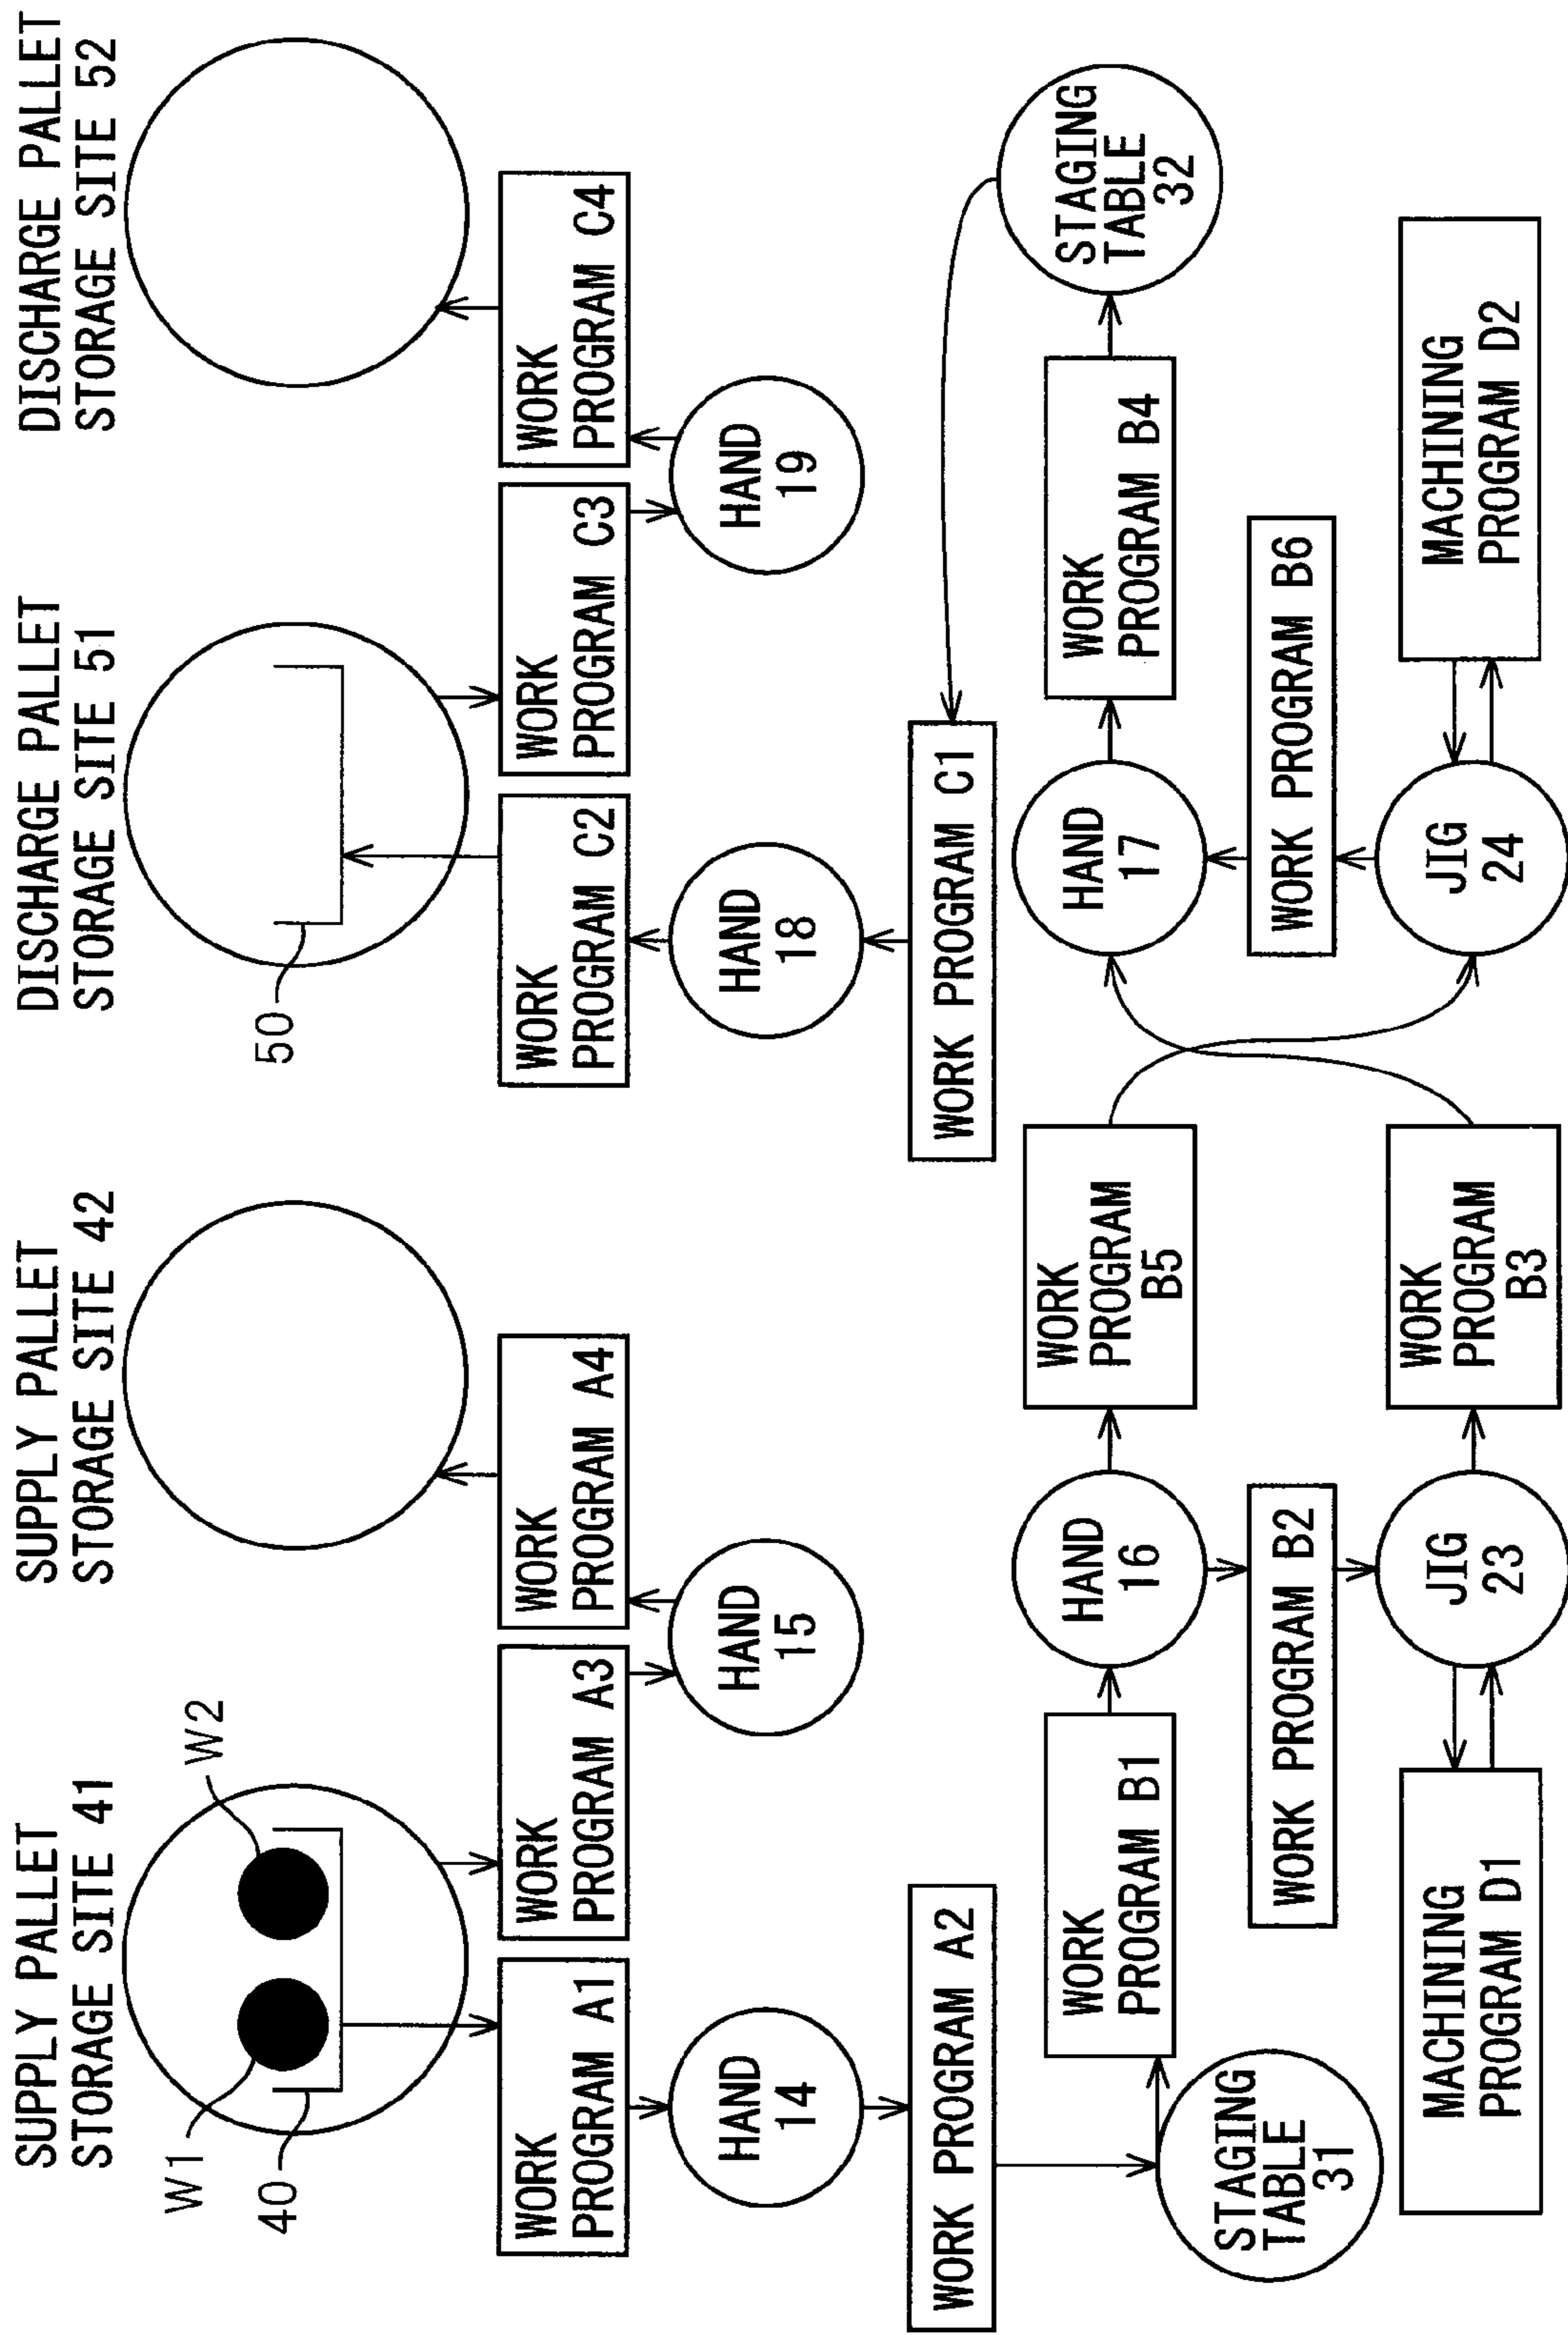 SUPPLY PALLET
STORAGE SITE 41
SUPPLY PALLET
STORAGE SITE 42
DISCHARGE PALLET
STORAGE SITE 51
DISCHARGE PALLET
STORAGE SITE 52
W1
W2
40
50
WORK
PROGRAM A1
WORK
PROGRAM A3
WORK
PROGRAM A4
WORK
PROGRAM C2
WORK
PROGRAM C3
WORK
PROGRAM C4
HAND
14
HAND
15
HAND
18
HAND
19
WORK PROGRAM A2
WORK PROGRAM C1
STAGING
TABLE
31
WORK
PROGRAM B1
HAND
16
WORK
PROGRAM
B5
HAND
17
WORK
PROGRAM B4
STAGING
TABLE
32
WORK PROGRAM B2
WORK PROGRAM B6
MACHINING
PROGRAM D1
JIG
23
WORK
PROGRAM
B3
JIG
24
MACHINING
PROGRAM D2